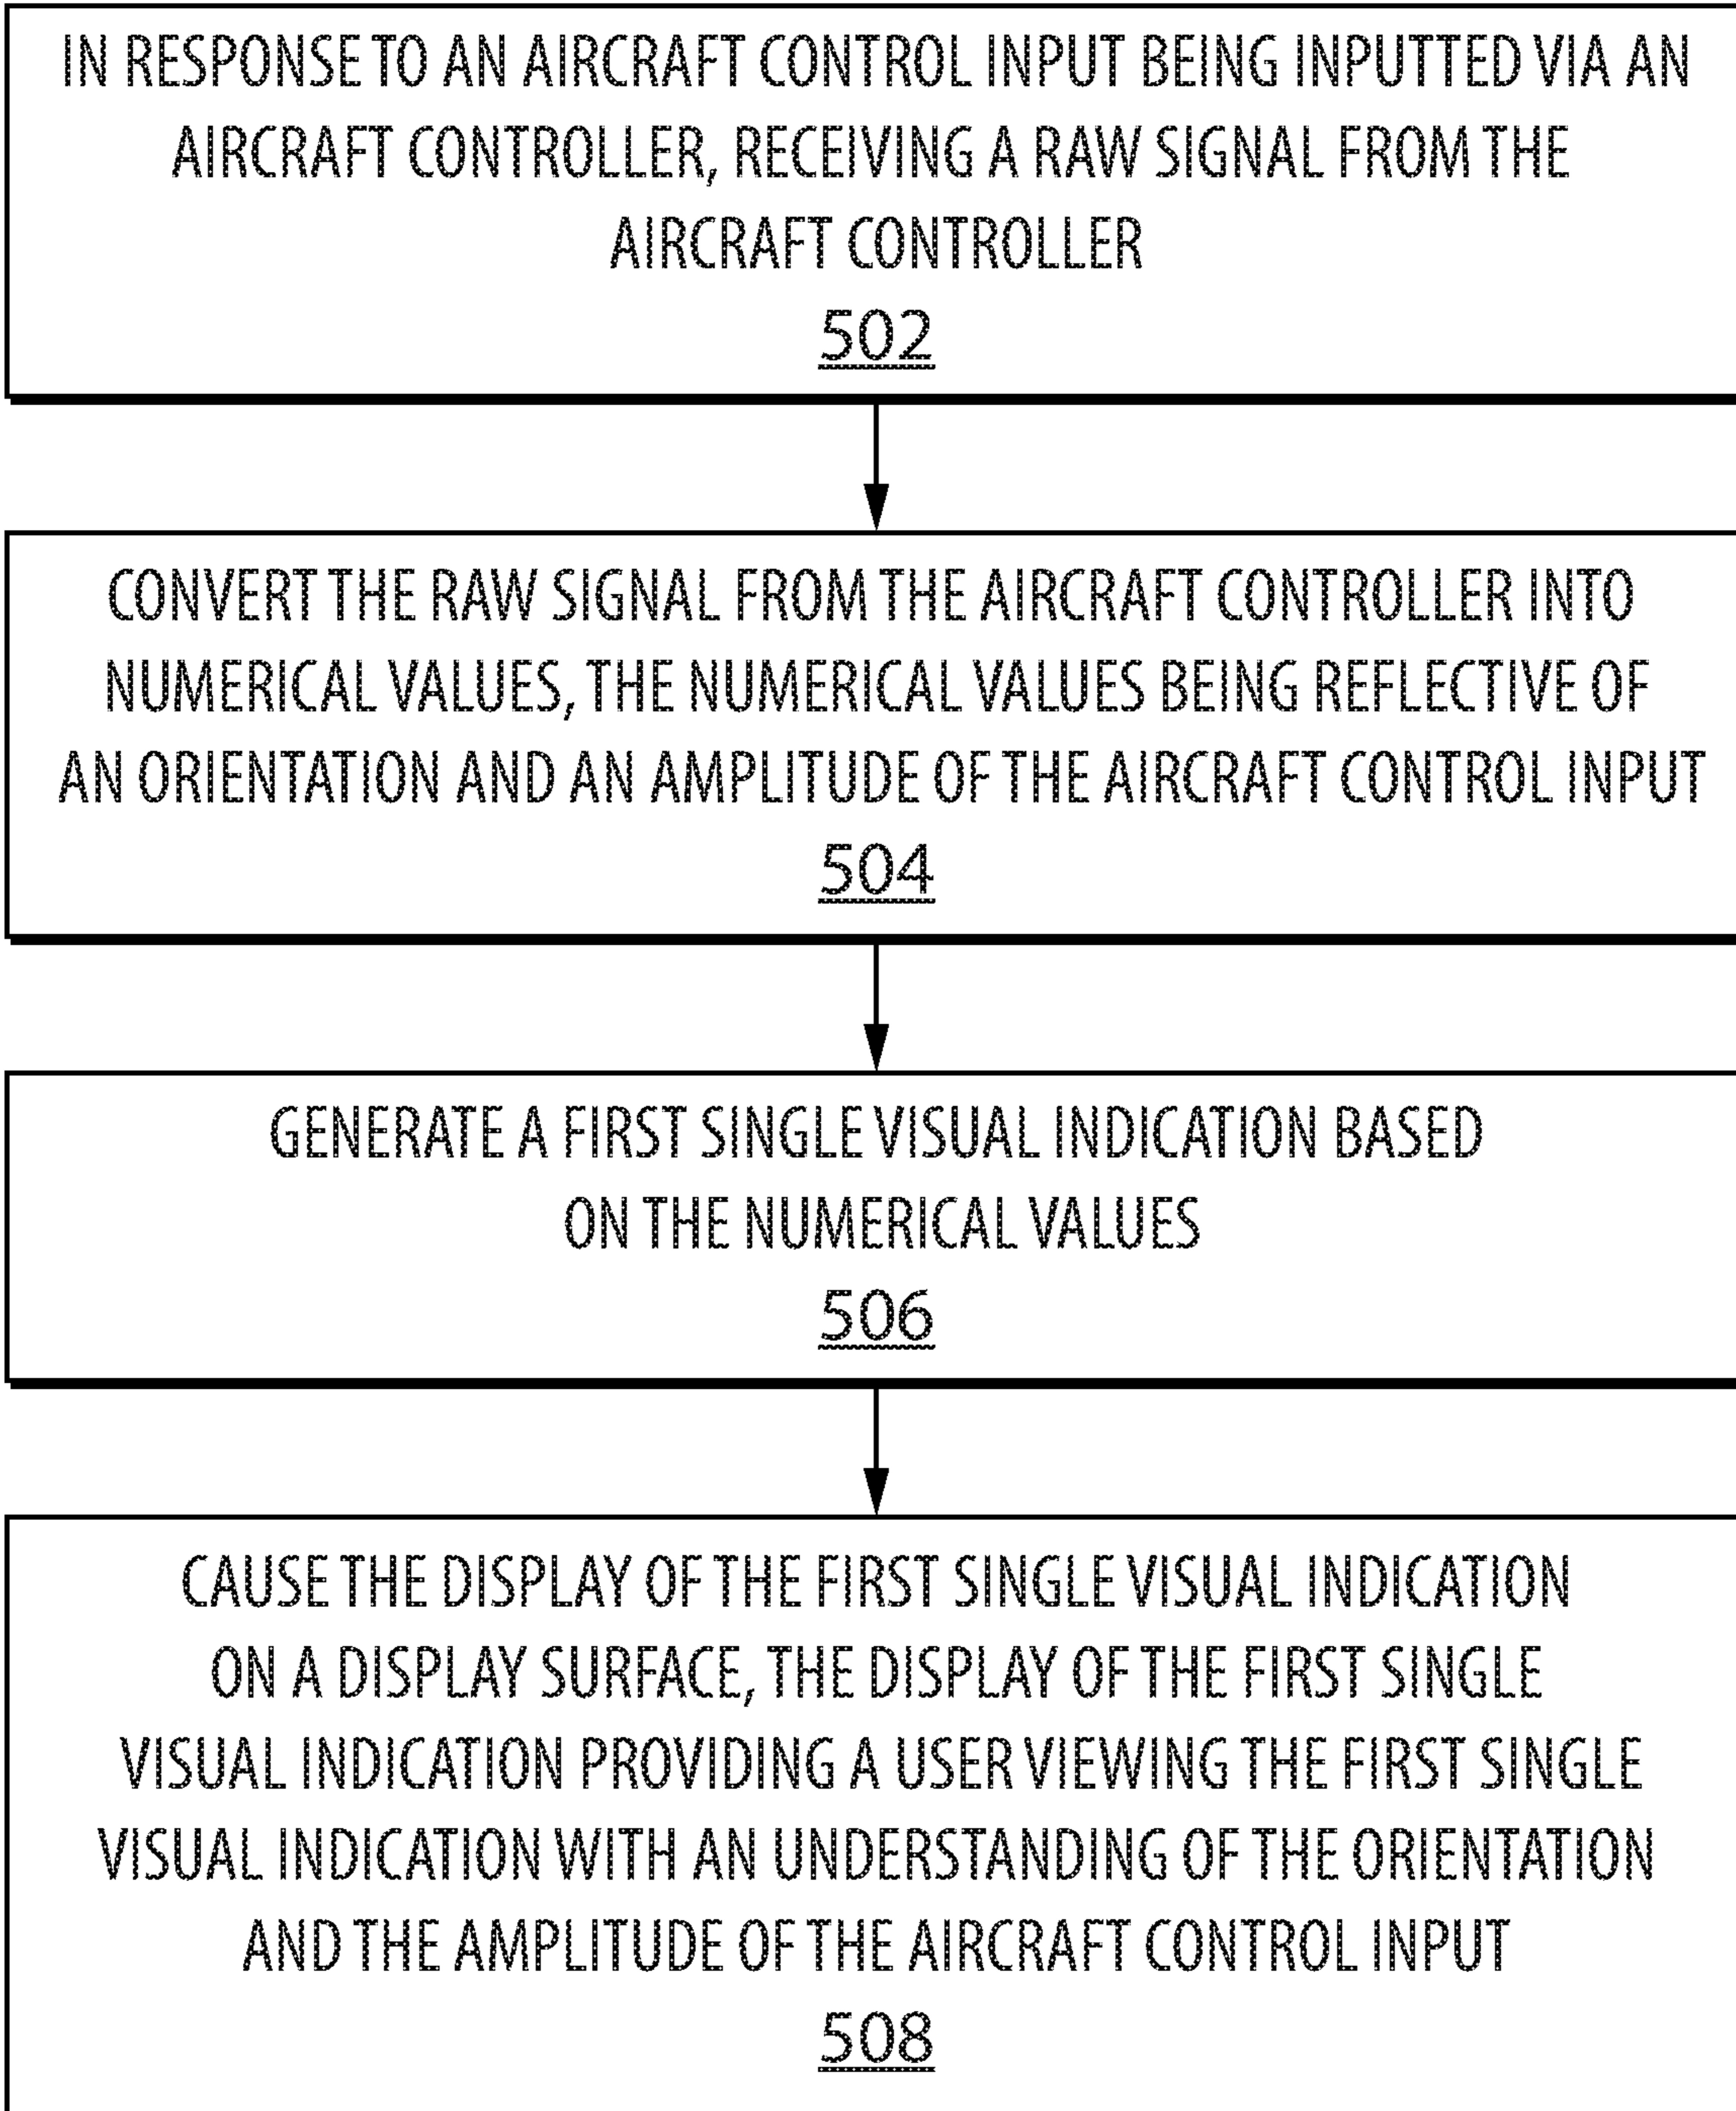 IN RESPONSE TO AN AIRCRAFT CONTROL INPUT BEING INPUTTED VIA AN
AIRCRAFT CONTROLLER, RECEIVING A RAW SIGNAL FROM THE
AIRCRAFT CONTROLLER
502
CONVERT THE RAW SIGNAL FROM THE AIRCRAFT CONTROLLER INTO
NUMERICAL VALUES, THE NUMERICAL VALUES BEING REFLECTIVE OF
AN ORIENTATION AND AN AMPLITUDE OF THE AIRCRAFT CONTROL INPUT
504
GENERATE A FIRST SINGLE VISUAL INDICATION BASED
ON THE NUMERICAL VALUES
506
CAUSE THE DISPLAY OF THE FIRST SINGLE VISUAL INDICATION
ON A DISPLAY SURFACE, THE DISPLAY OF THE FIRST SINGLE
VISUAL INDICATION PROVIDING A USER VIEWING THE FIRST SINGLE
VISUAL INDICATION WITH AN UNDERSTANDING OF THE ORIENTATION
AND THE AMPLITUDE OF THE AIRCRAFT CONTROL INPUT
508